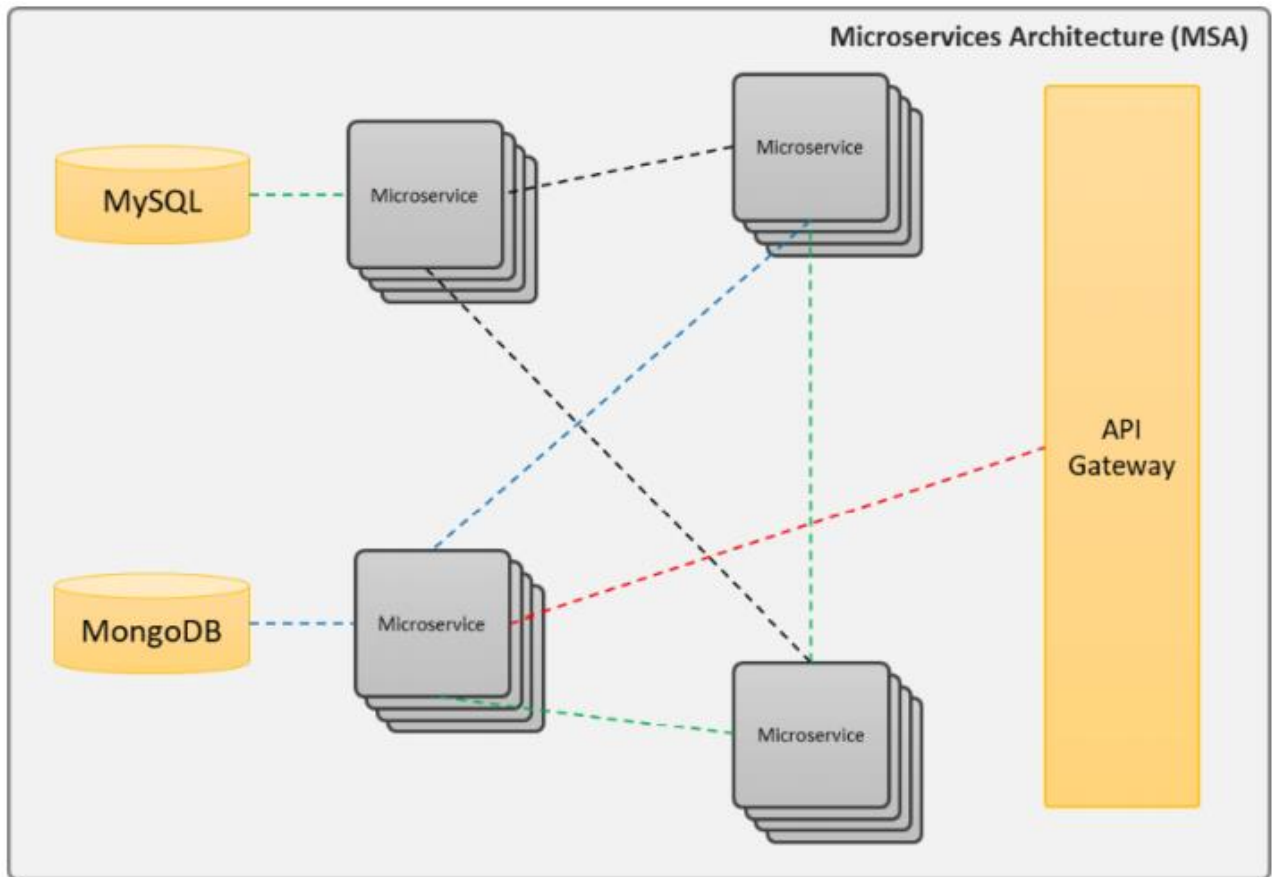 Microservices Architecture (MSA)
Microservice
Microservice
MySQL
API
Gateway
Microservice
MongoDB
Microservice